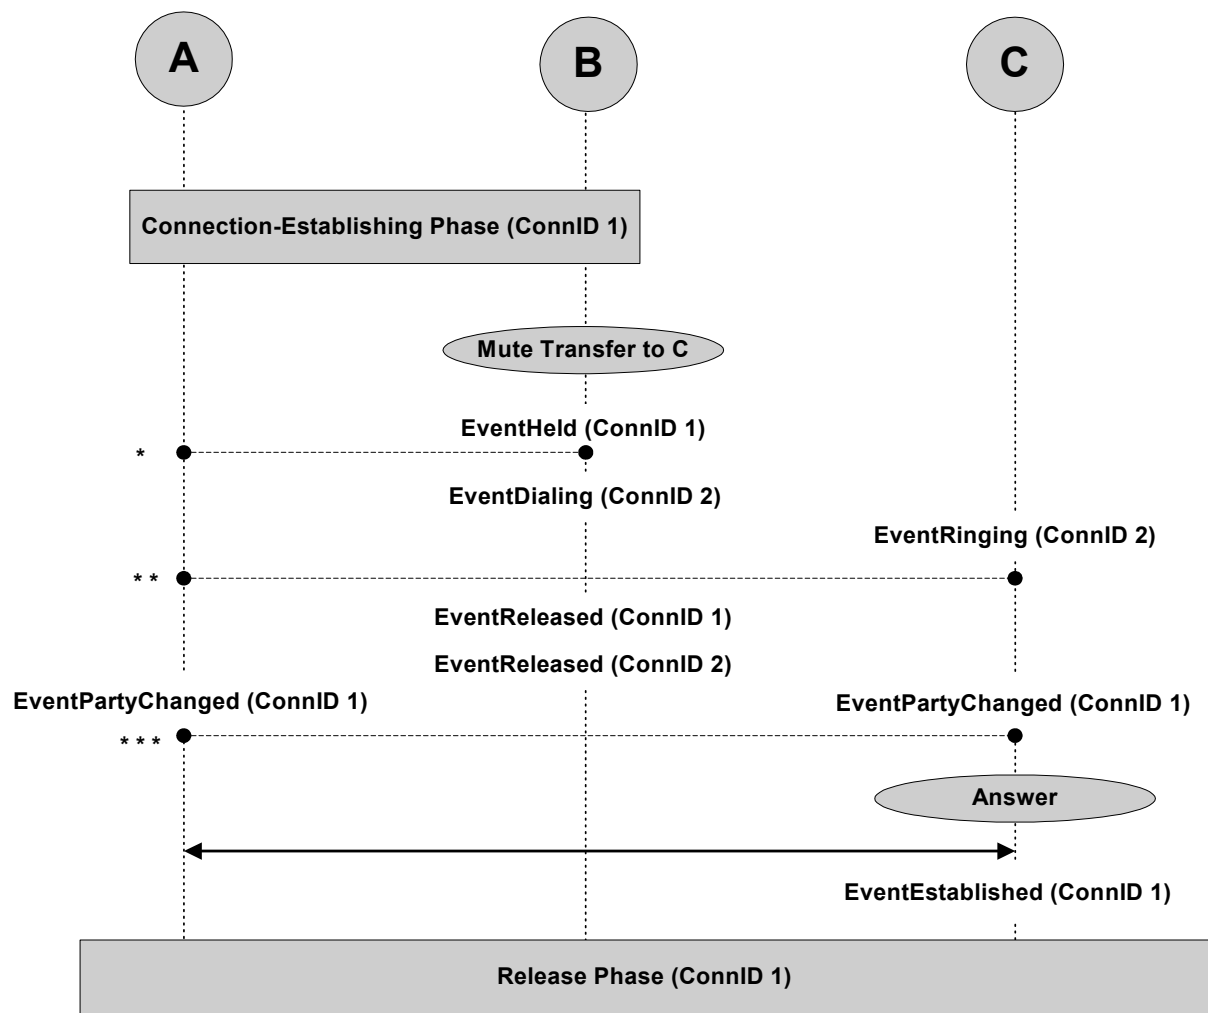 A
B
C
Connection-Establishing Phase (ConnID 1)
Mute Transfer to C
EventHeld (ConnID 1)
*
EventDialing (ConnID 2)
EventRinging (ConnID 2)
* *
EventReleased (ConnID 1)
EventReleased (ConnID 2)
EventPartyChanged (ConnID 1)
EventPartyChanged (ConnID 1)
* * *
Answer
EventEstablished (ConnID 1)
Release Phase (ConnID 1)